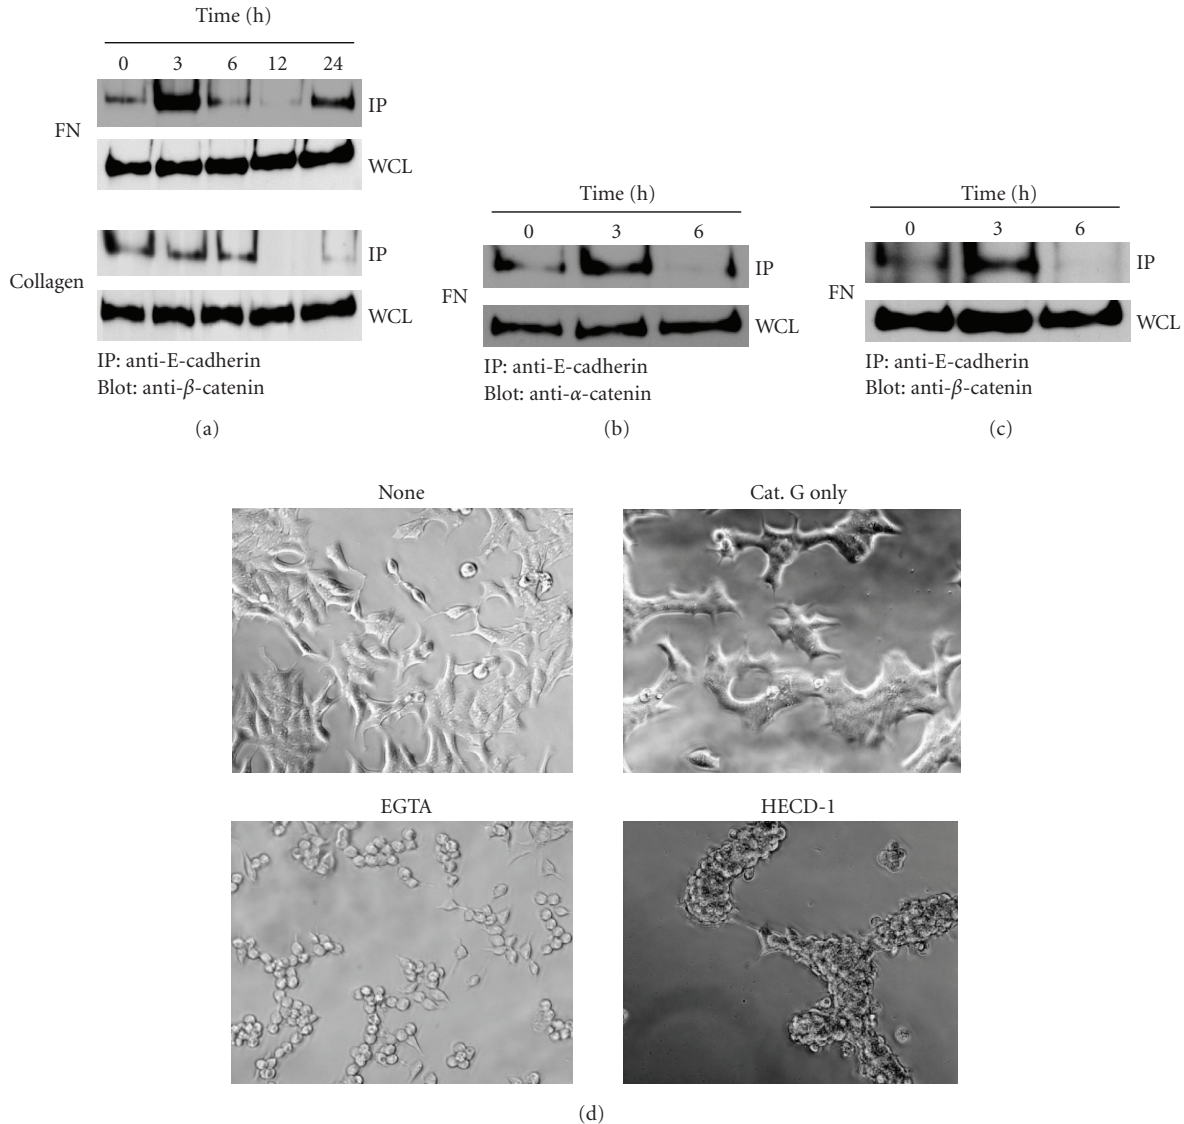 Time (h)
0 3 6 12 24
IP
FN
WCL
IP
Collagen
WCL
IP: anti-E-cadherin
Blot: anti-β-catenin
(a)
Time (h)
0 3 6
IP
FN
WCL
IP: anti-E-cadherin
Blot: anti-α-catenin
(b)
Time (h)
0 3 6
IP
FN
WCL
IP: anti-E-cadherin
Blot: anti-β-catenin
(c)
None
Cat. G only
EGTA
HECD-1
(d)